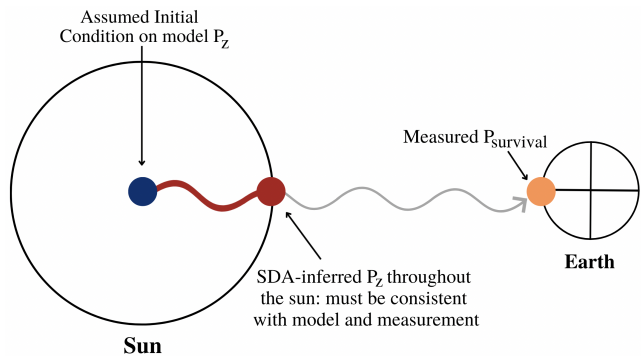 Assumed Initial
Condition on model P_Z
Measured P_survival
SDA-inferred P_Z throughout
the sun: must be consistent
with model and measurement
Earth
Sun